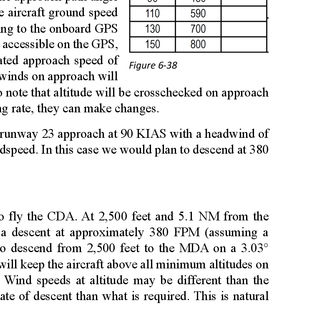 e aircraft ground speed
110 590
ing to the onboard GPS
130 700
accessible on the GPS,
150 800
ated approach speed of
Figure 6-38
winds on approach will
o note that altitude will be crosschecked on approach
ng rate, they can make changes.
runway 23 approach at 90 KIAS with a headwind of
dspeed. In this case we would plan to descend at 380
o fly the CDA. At 2,500 feet and 5.1 NM from the
a descent at approximately 380 FPM (assuming a
o descend from 2,500 feet to the MDA on a 3.03°
will keep the aircraft above all minimum altitudes on
Wind speeds at altitude may be different than the
ate of descent than what is required. This is natural